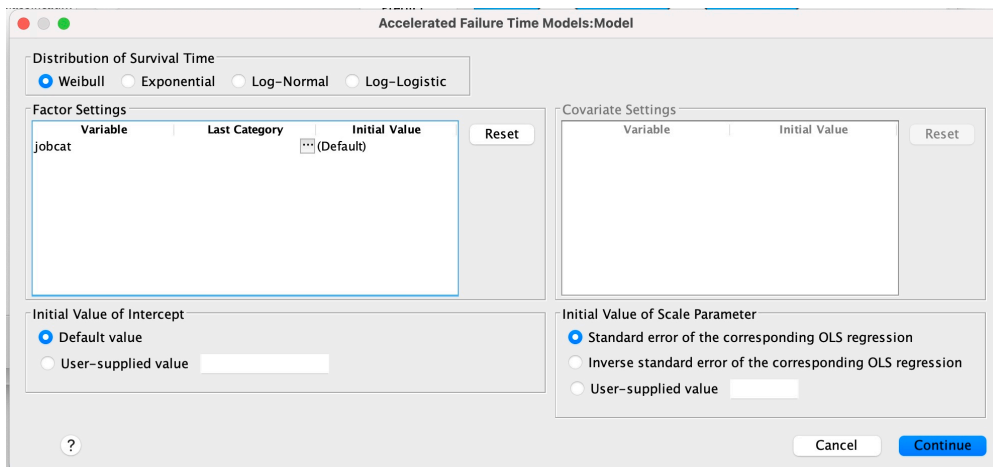 Accelerated Failure Time Models:Model
Distribution of Survival Time
Weibull Exponential Log-Normal Log-Logistic
Factor Settings
Variable Last Category Initial Value
jobcat ... (Default)
Reset
Covariate Settings
Variable Initial Value
Reset
Initial Value of Intercept
Default value
User-supplied value
Initial Value of Scale Parameter
Standard error of the corresponding OLS regression
Inverse standard error of the corresponding OLS regression
User-supplied value
?
Cancel Continue